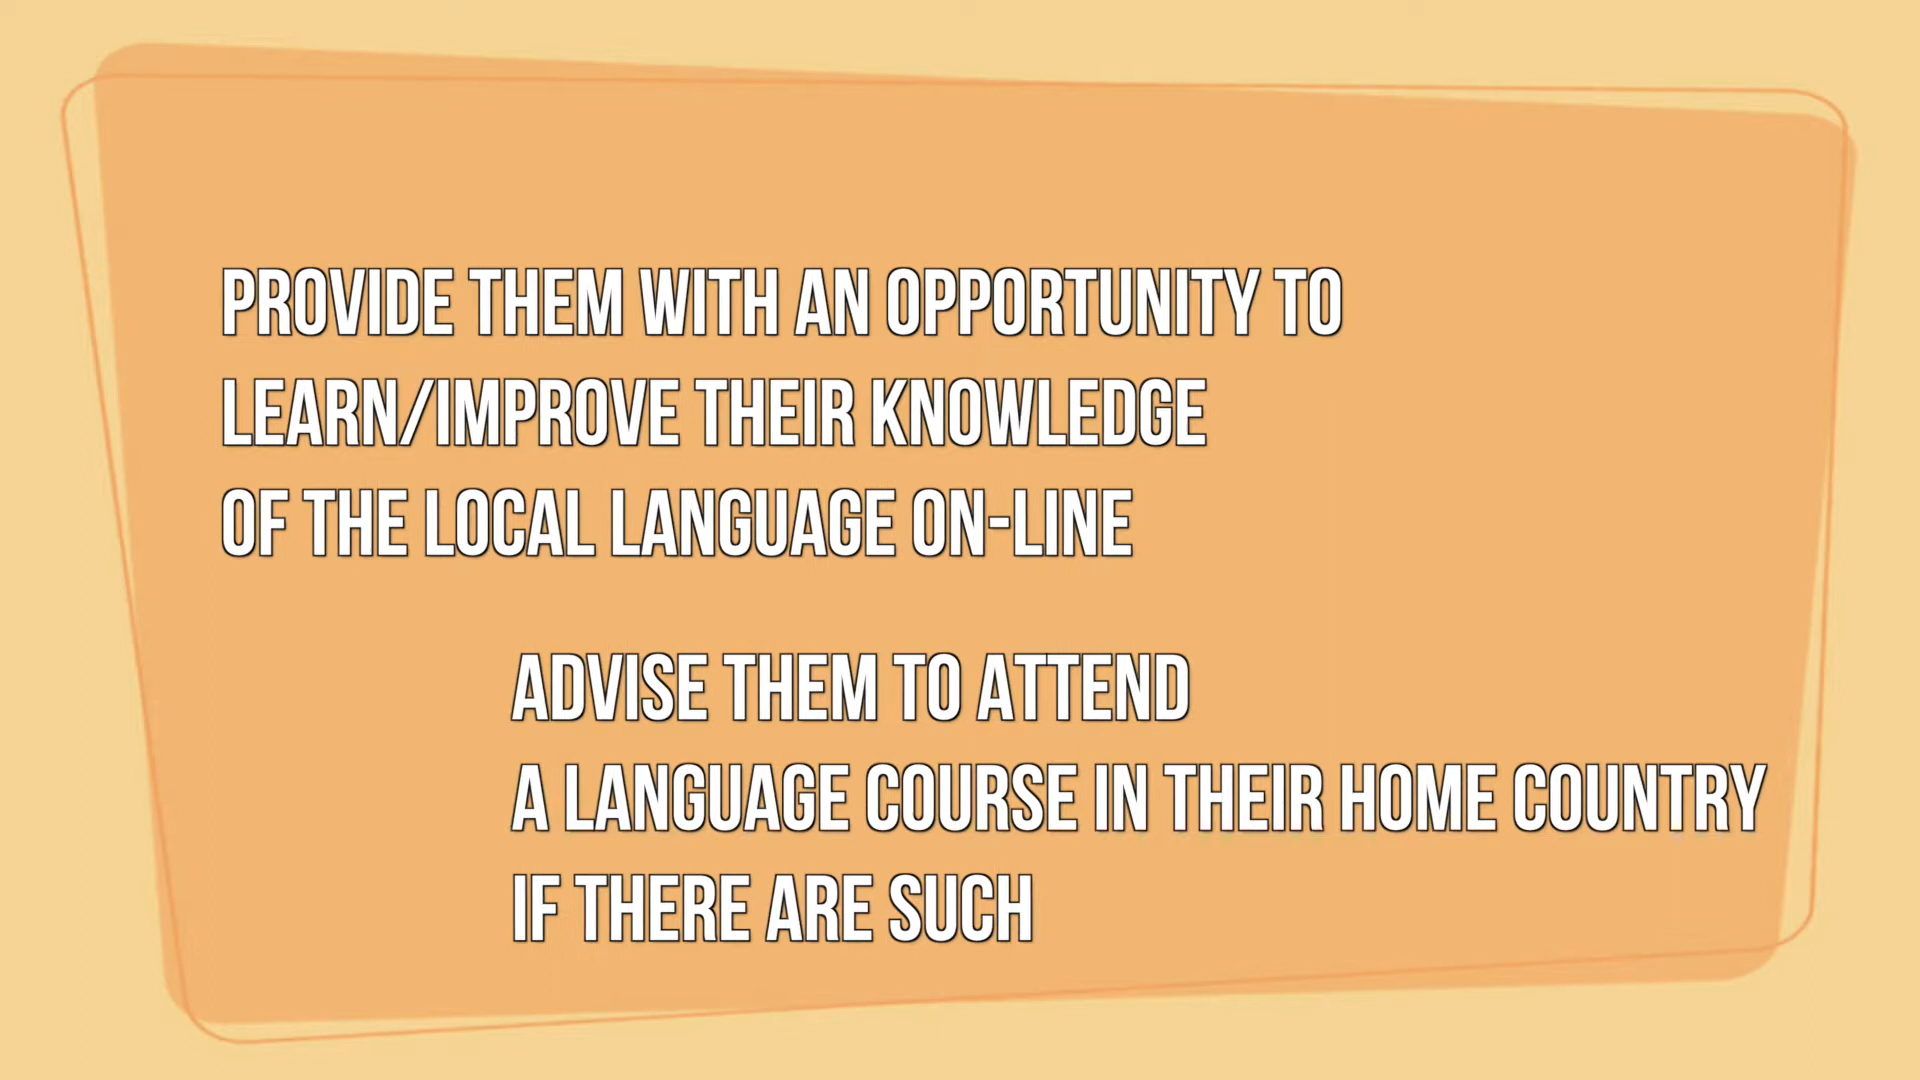 PROVIDE THEM WITH AN OPPORTUNITY TO
LEARN/IMPROVE THEIR KNOWLEDGE
OF THE LOCAL LANGUAGE ON-LINE
ADVISE THEM TO ATTEND
A LANGUAGE COURSE IN THEIR HOME COUNTRY
IF THERE ARE SUCH